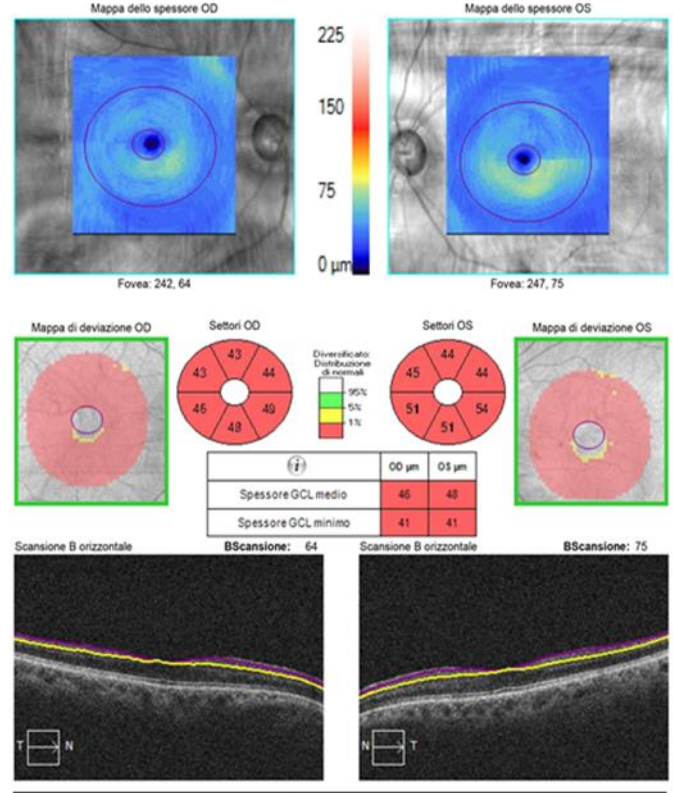 Mappa dello spessore OD
Mappa dello spessore OS
225
150
75
0 µm
Fovea: 242, 64
Fovea: 247, 75
Mappa di deviazione OD
Settori OD
Settori OS
Mappa di deviazione OS
43
43
44
46
49
48
Diversificato:
Distribuzione
di normali
95%
5%
1%
44
45
44
51
54
51
i
OD µm
OS µm
Spessore GCL medio
46
48
Spessore GCL minimo
41
41
Scansione B orizzontale
BScansione: 64
Scansione B orizzontale
BScansione: 75
T
N
N
T